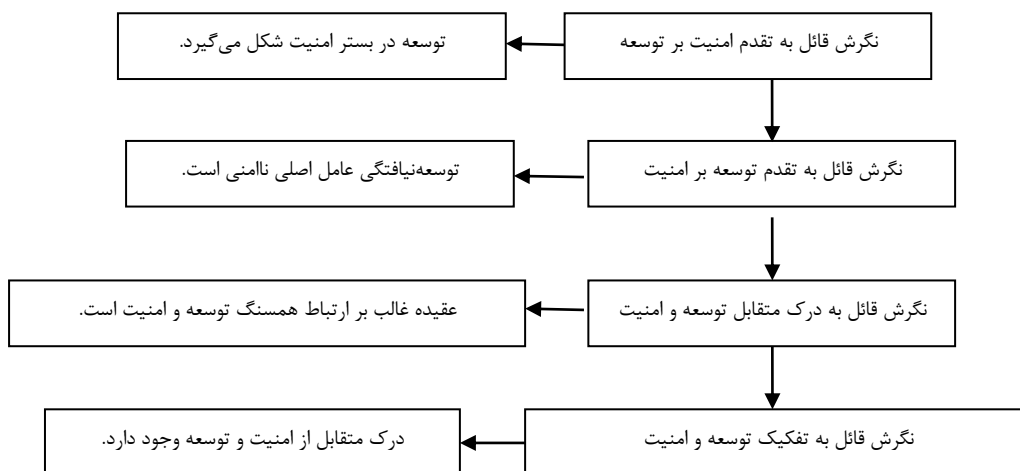 نگرش قائل به تقدم امنیت بر توسعه
توسعه در بستر امنیت شکل می‌گیرد.
نگرش قائل به تقدم توسعه بر امنیت
توسعه‌نیافتگی عامل اصلی ناامنی است.
نگرش قائل به درک متقابل توسعه و امنیت
عقیده غالب بر ارتباط همسنگ توسعه و امنیت است.
نگرش قائل به تفکیک توسعه و امنیت
درک متقابل از امنیت و توسعه وجود دارد.